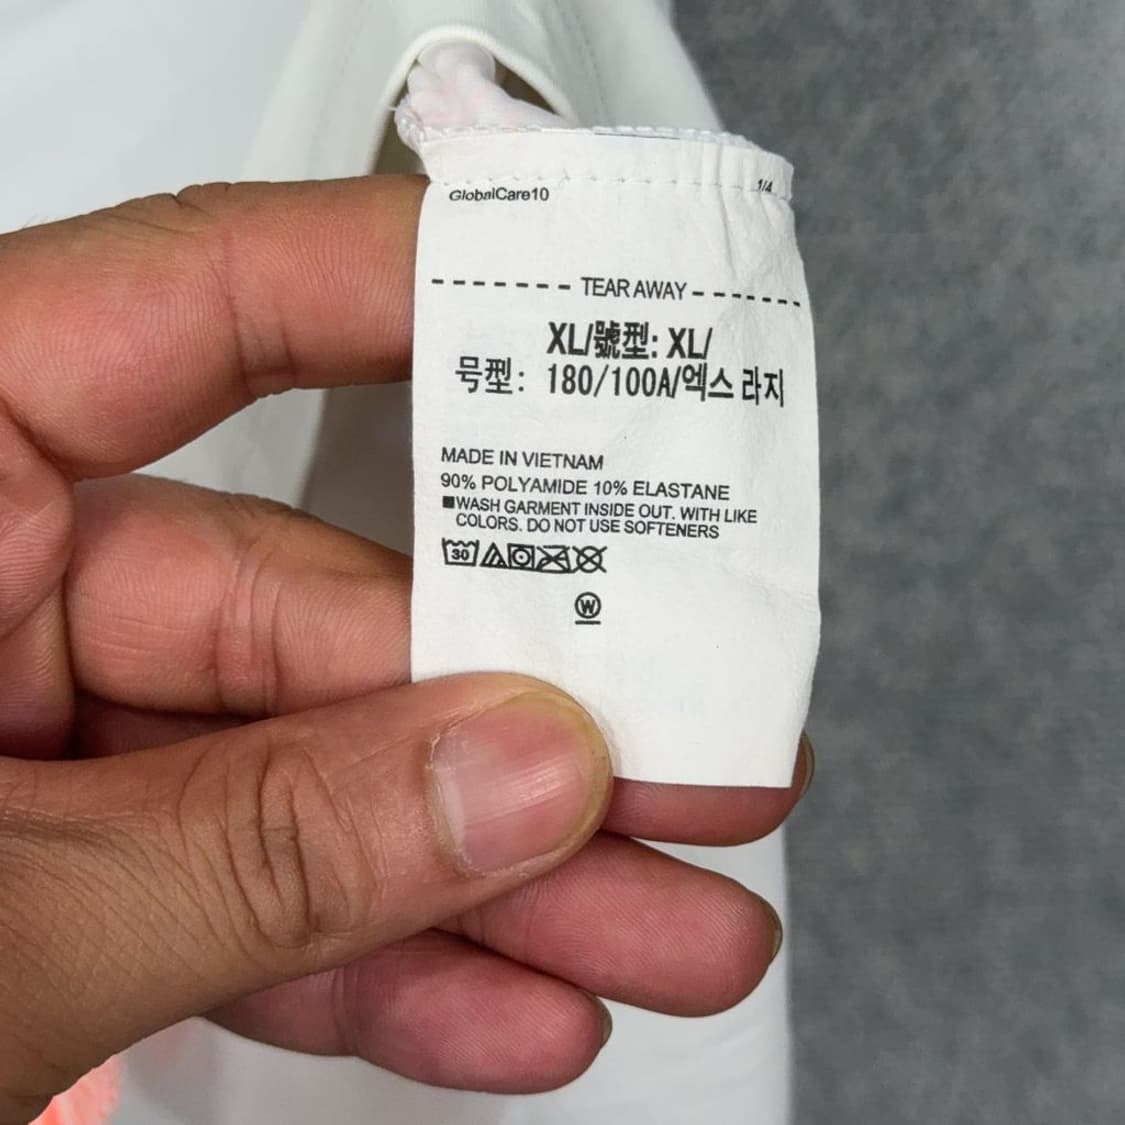 GlobalCare10
1/4
TEAR AWAY
XL/號型: XL/
号型: 180/100A/엑스 라지
MADE IN VIETNAM
90% POLYAMIDE 10% ELASTANE
■WASH GARMENT INSIDE OUT. WITH LIKE
COLORS. DO NOT USE SOFTENERS
30
W